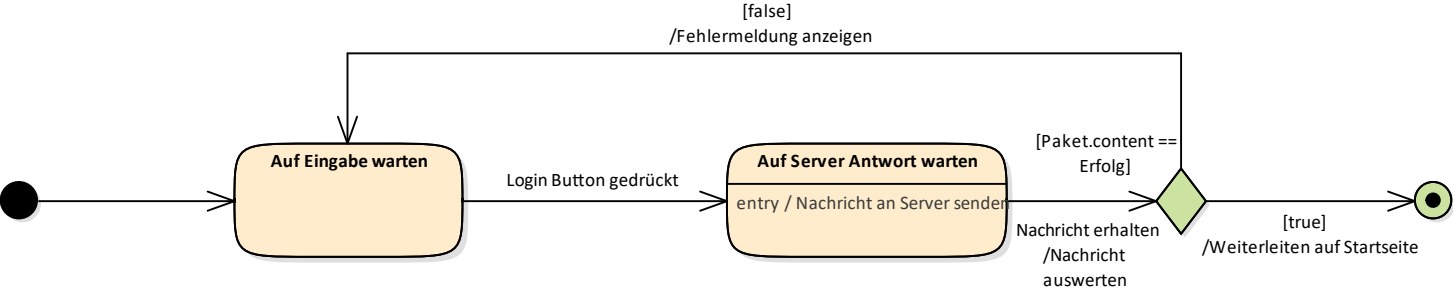 [false]
/Fehlermeldung anzeigen
Auf Eingabe warten
Login Button gedrückt
Auf Server Antwort warten
entry / Nachricht an Server senden
[Paket.content ==
Erfolg]
Nachricht erhalten
/Nachricht
auswerten
[true]
/Weiterleiten auf Startseite